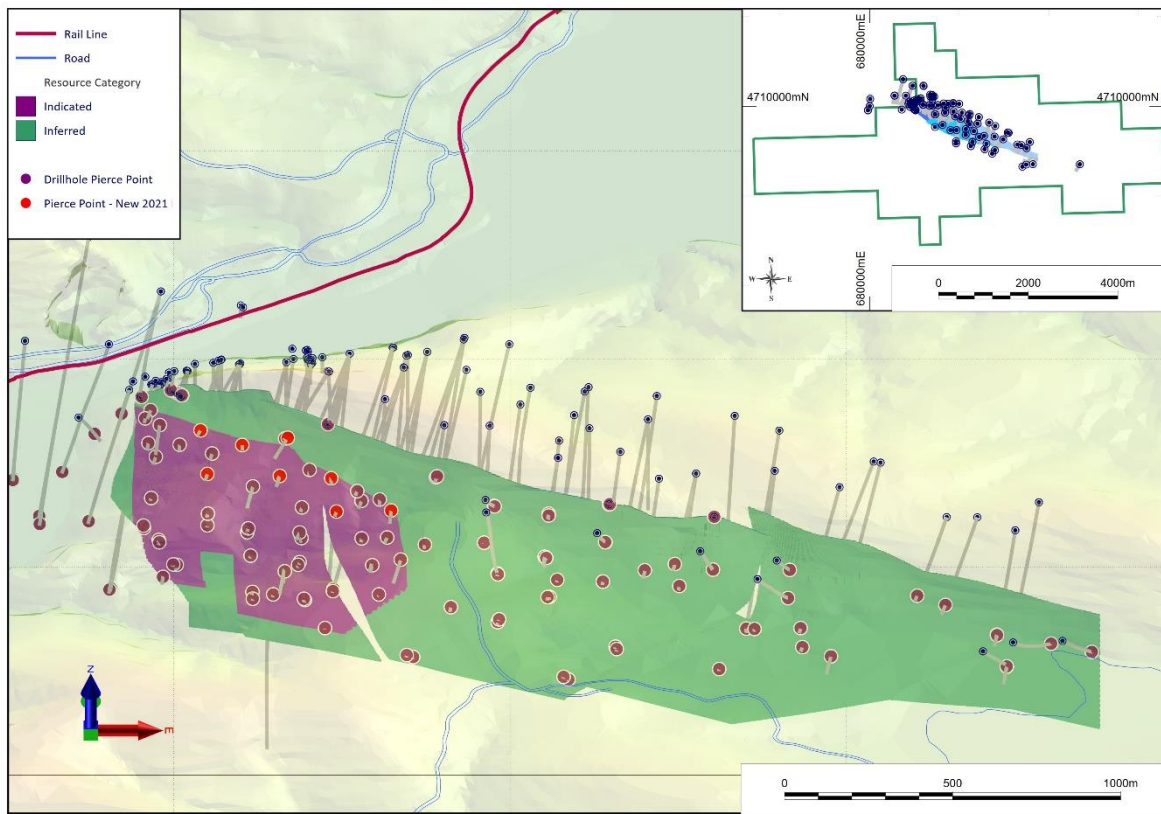 Rail Line
Road
Resource Category
Indicated
Inferred
Drillhole Pierce Point
Pierce Point - New 2021
680000mE
4710000mN
4710000mN
680000mE
N
W
E
S
0
2000
4000m
Z
m
0
500
1000m